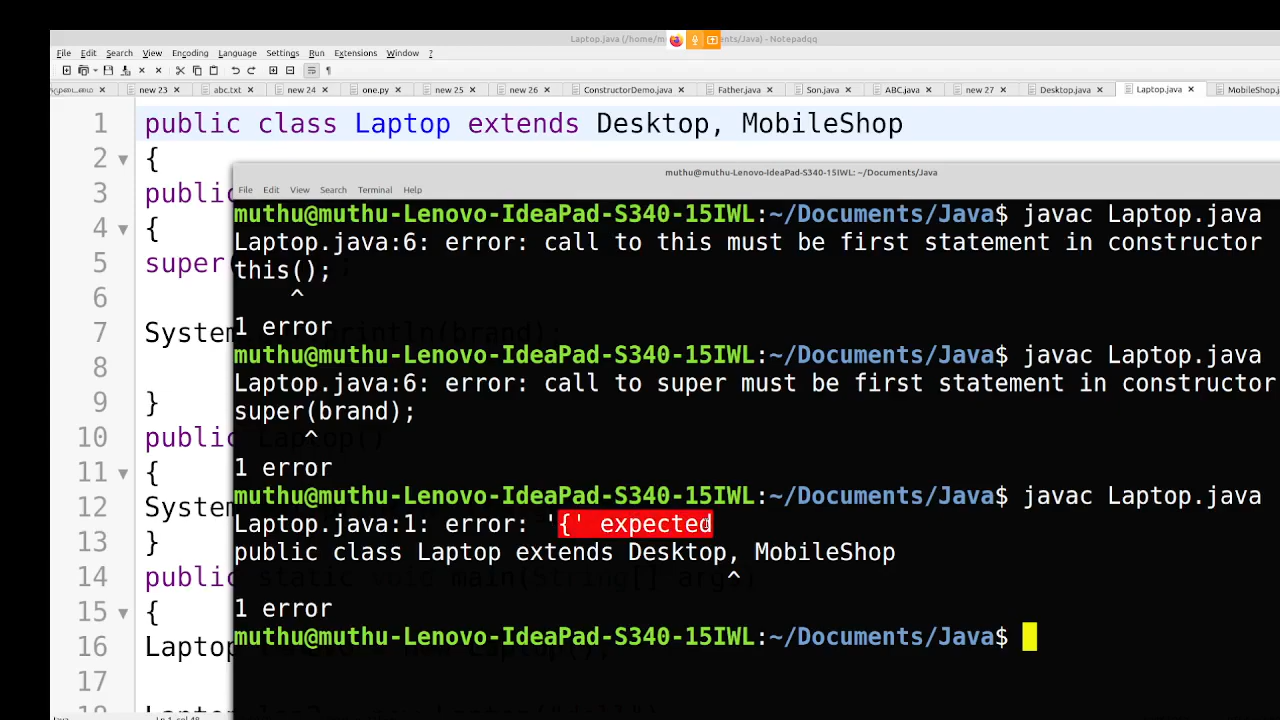 Laptop.java (/home/m ents/Java) - Notepadqq
File Edit Search View Encoding Language Settings Run Extensions Window ?
new 23 abc.txt new 24 one.py new 25 new 26 ConstructorDemo.java Father.java Son.java ABC.java new 27 Desktop.java Laptop.java MobileShop.j
1 public class Laptop extends Desktop, MobileShop
2 {
3 public
4 {
5 super(
6
7 System println(brand);
8
9 }
10 public Laptop()
11 {
12 System
13 }
14 public static void main(String[] args)
15 {
16 Laptop
17
muthu@muthu-Lenovo-IdeaPad-S340-15IWL: ~/Documents/Java
File Edit View Search Terminal Help
muthu@muthu-Lenovo-IdeaPad-S340-15IWL:~/Documents/Java$ javac Laptop.java
Laptop.java:6: error: call to this must be first statement in constructor
this();
^
1 error
muthu@muthu-Lenovo-IdeaPad-S340-15IWL:~/Documents/Java$ javac Laptop.java
Laptop.java:6: error: call to super must be first statement in constructor
super(brand);
^
1 error
muthu@muthu-Lenovo-IdeaPad-S340-15IWL:~/Documents/Java$ javac Laptop.java
Laptop.java:1: error: '{' expected
public class Laptop extends Desktop, MobileShop
^
1 error
muthu@muthu-Lenovo-IdeaPad-S340-15IWL:~/Documents/Java$